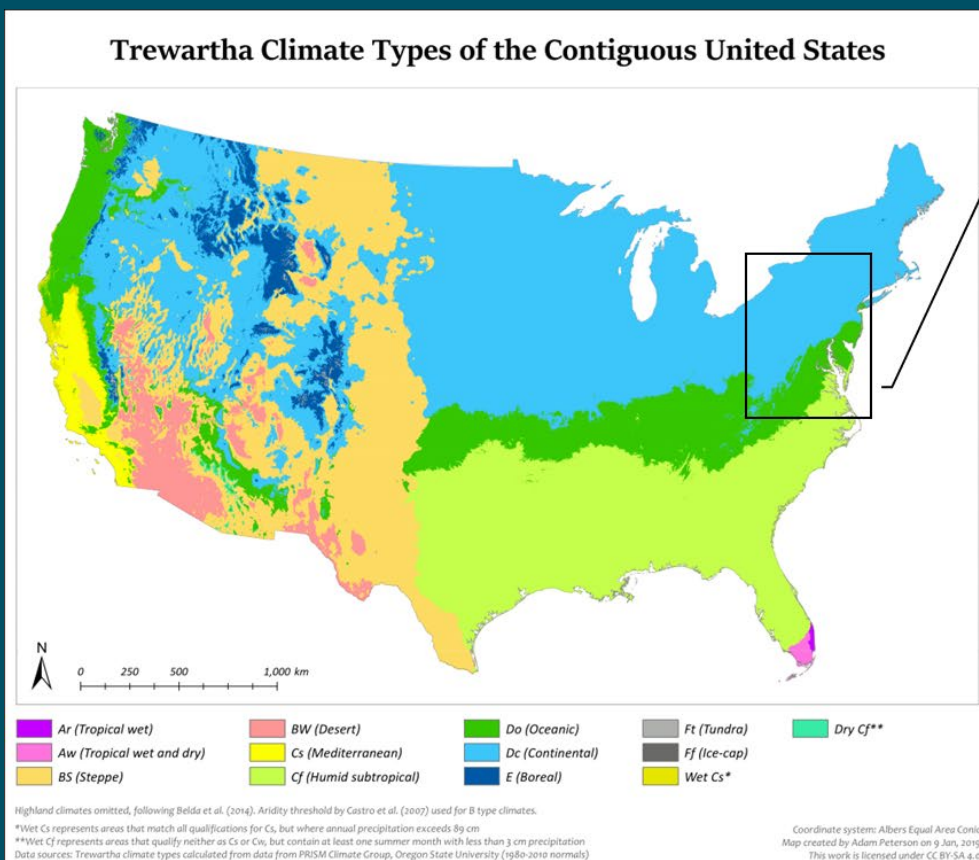 Trewartha Climate Types of the Contiguous United States
N
0 250 500 1,000 km
Ar (Tropical wet)
Aw (Tropical wet and dry)
BS (Steppe)
BW (Desert)
Cs (Mediterranean)
Cf (Humid subtropical)
Do (Oceanic)
Dc (Continental)
E (Boreal)
Ft (Tundra)
Ff (Ice-cap)
Wet Cs*
Dry Cf**
Highland climates omitted, following Belda et al. (2014). Aridity threshold by Castro et al. (2007) used for B type climates.
*Wet Cs represents areas that match all qualifications for Cs, but where annual precipitation exceeds 89 cm
**Wet Cf represents areas that qualify either as Cs or Cw, but contain at least one summer month with less than 3 cm precipitation
Data sources: Trewartha climate types calculated from data from PRISM Climate Group, Oregon State University (1980-2010 normals)
Coordinate system: Albers Equal Area Conic
Map created by Adam Peterson on 9 Jan,
This work is licensed under CC BY-SA